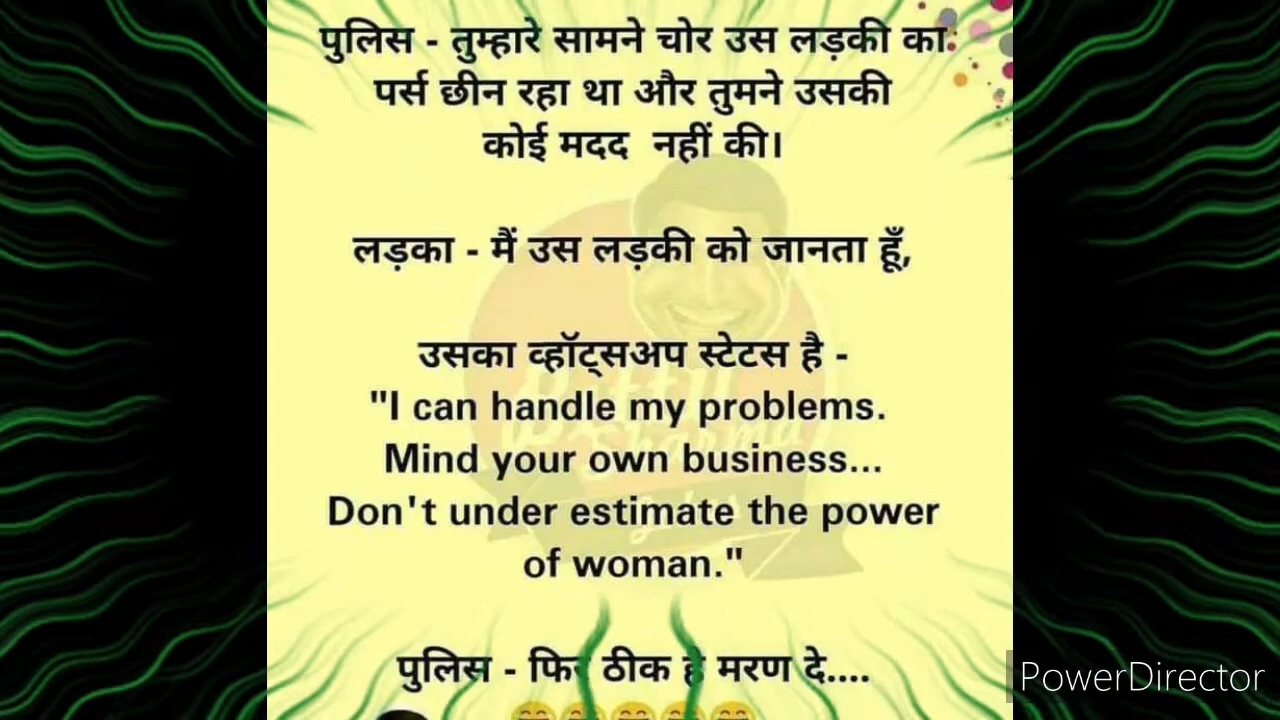 पुलिस - तुम्हारे सामने चोर उस लड़की का
पर्स छीन रहा था और तुमने उसकी
कोई मदद नहीं की।
लड़का - मैं उस लड़की को जानता हूँ,
उसका व्हॉट्सअप स्टेटस है -
"I can handle my problems.
Mind your own business...
Don't under estimate the power
of woman."
पुलिस - फिर ठीक है मरण दे....
PowerDirector